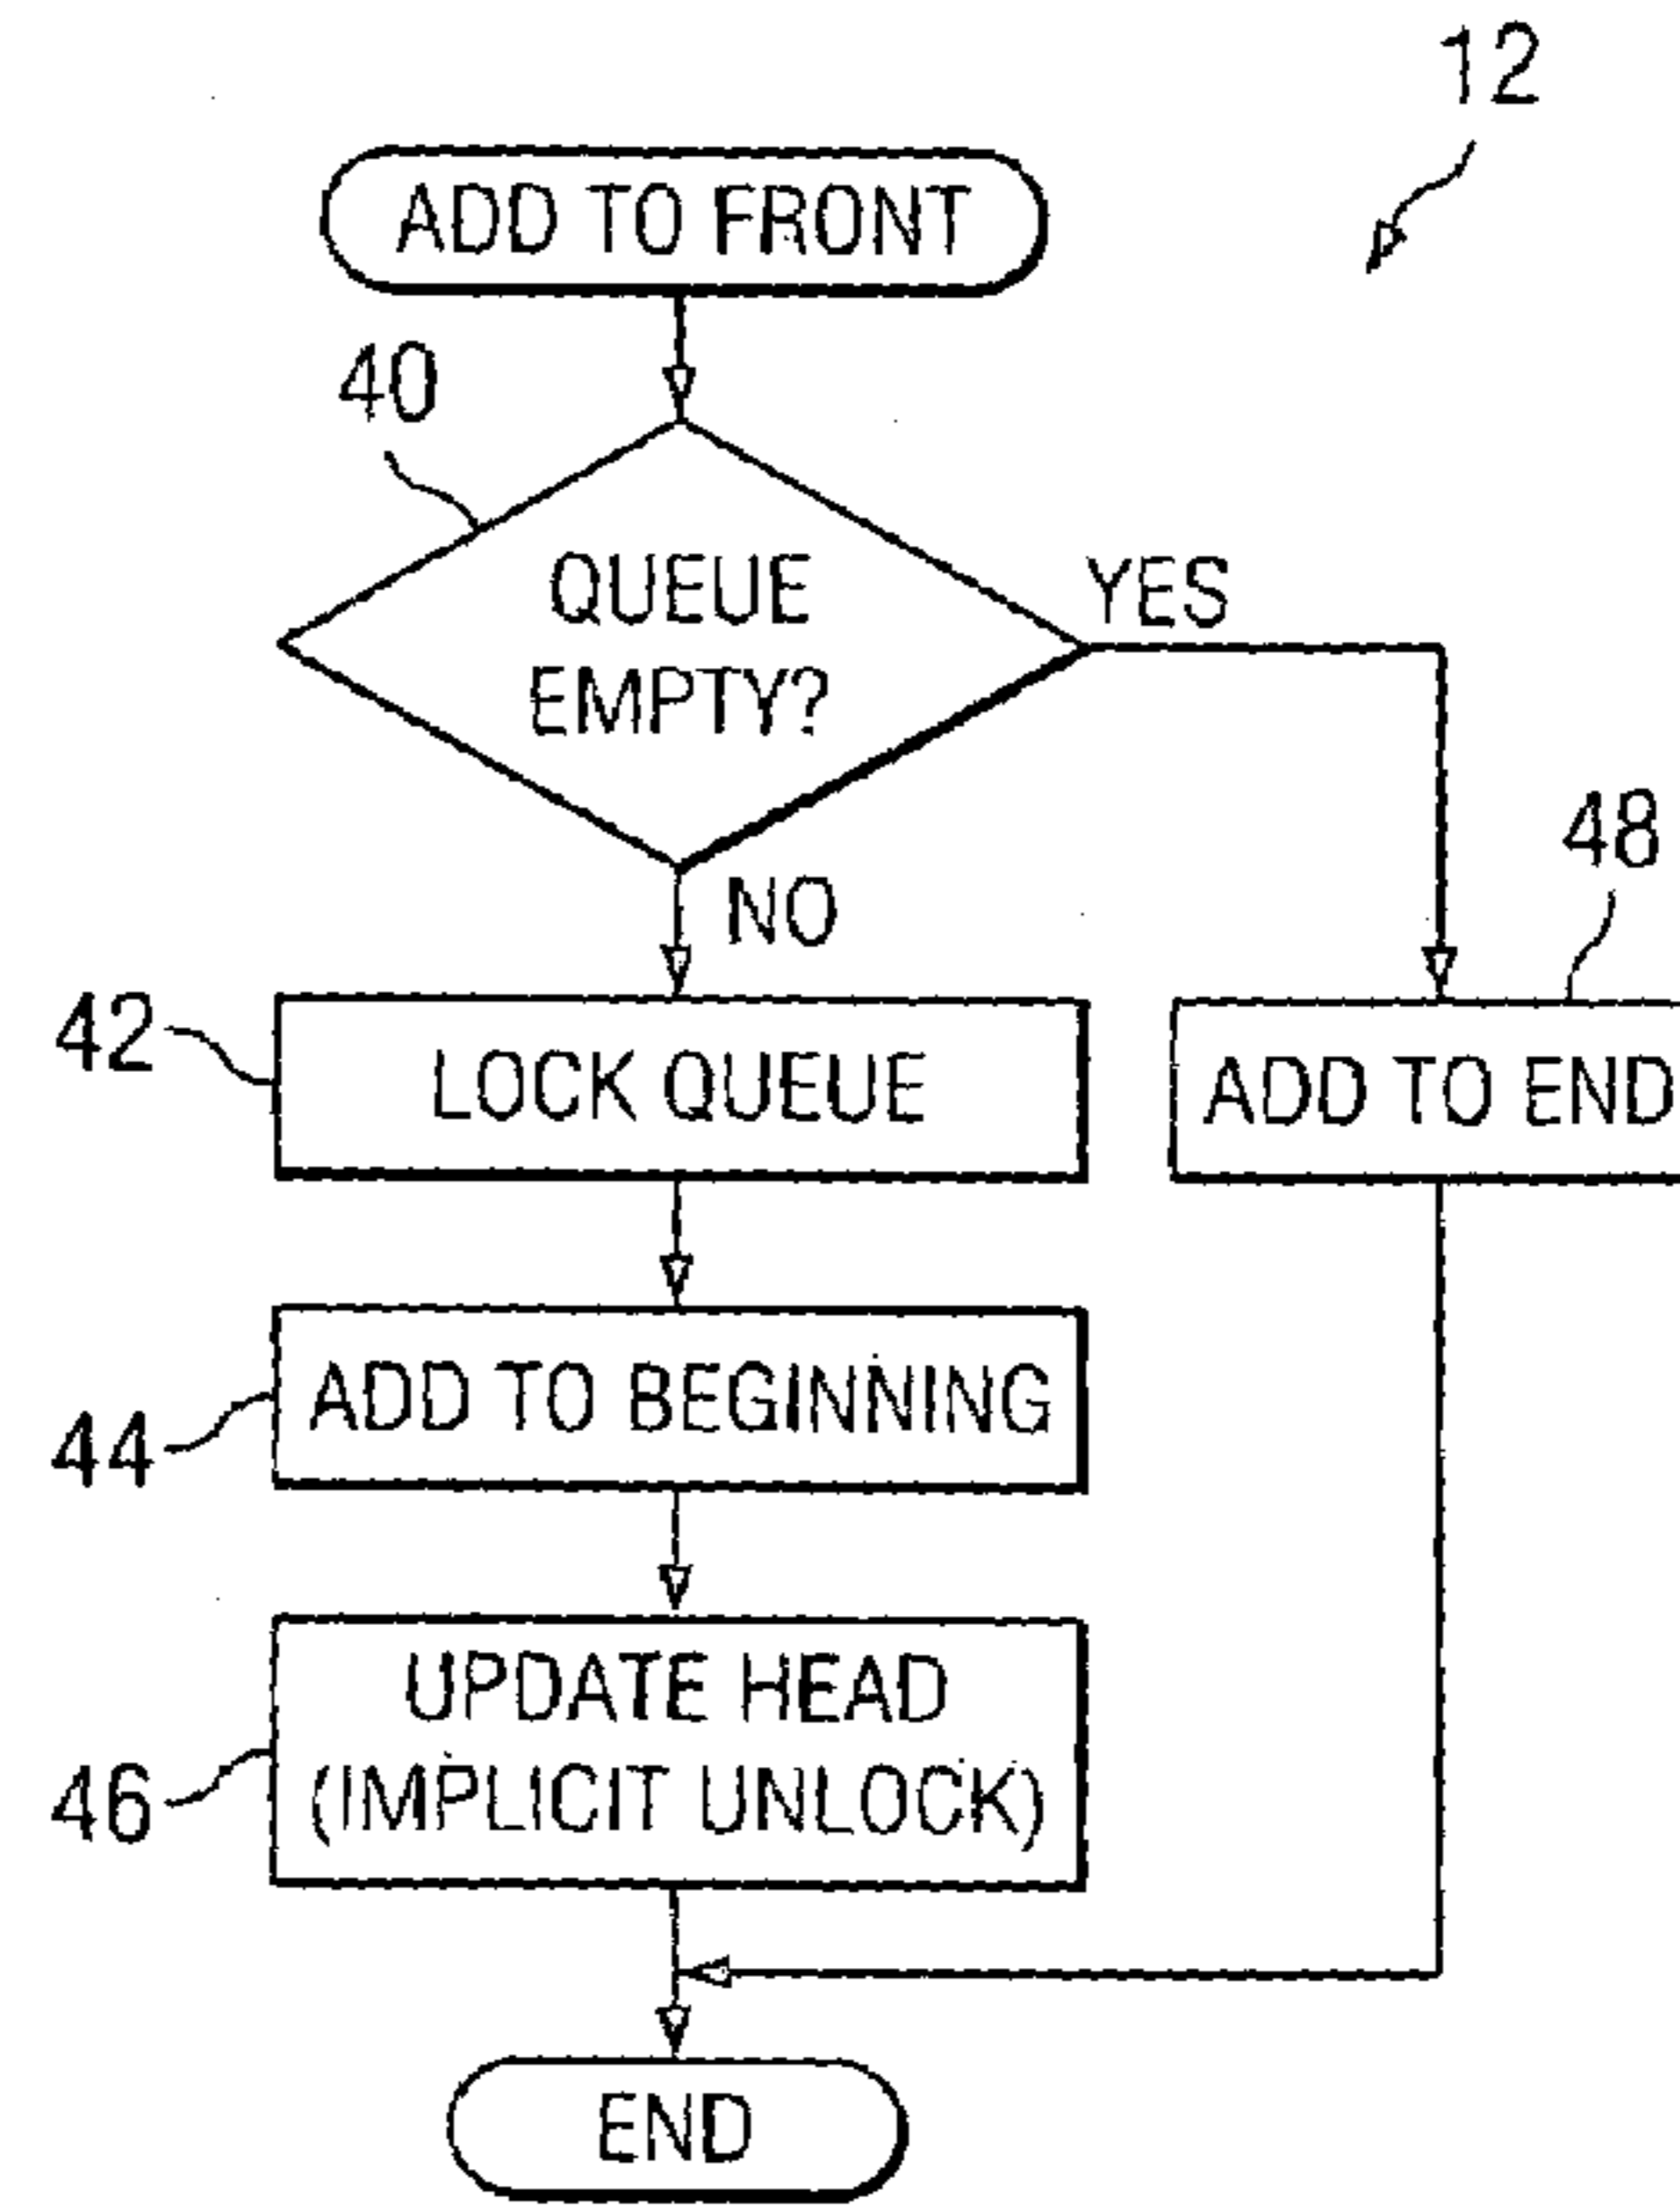 12
ADD TO FRONT
40
QUEUE
EMPTY?
YES
NO
48
42
LOCK QUEUE
ADD TO END
44
ADD TO BEGINNING
46
UPDATE HEAD
(IMPLICIT UNLOCK)
END